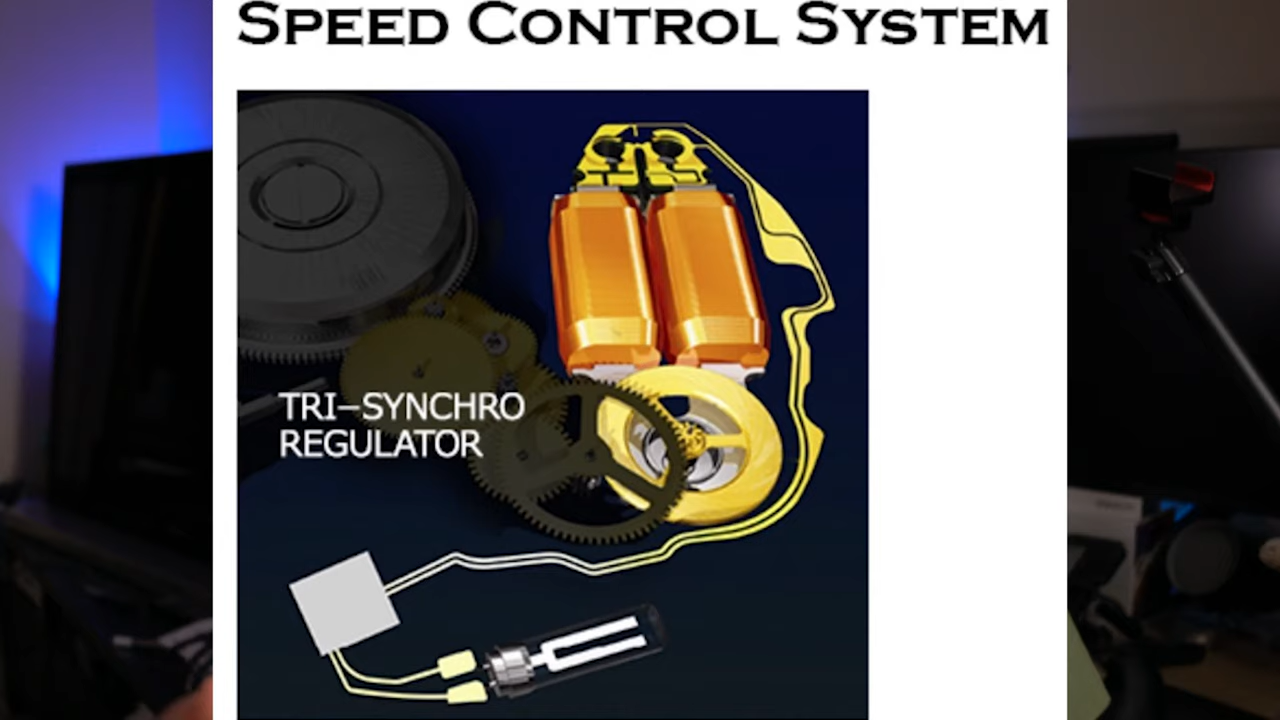 SPEED CONTROL SYSTEM
TRI–SYNCHRO
REGULATOR